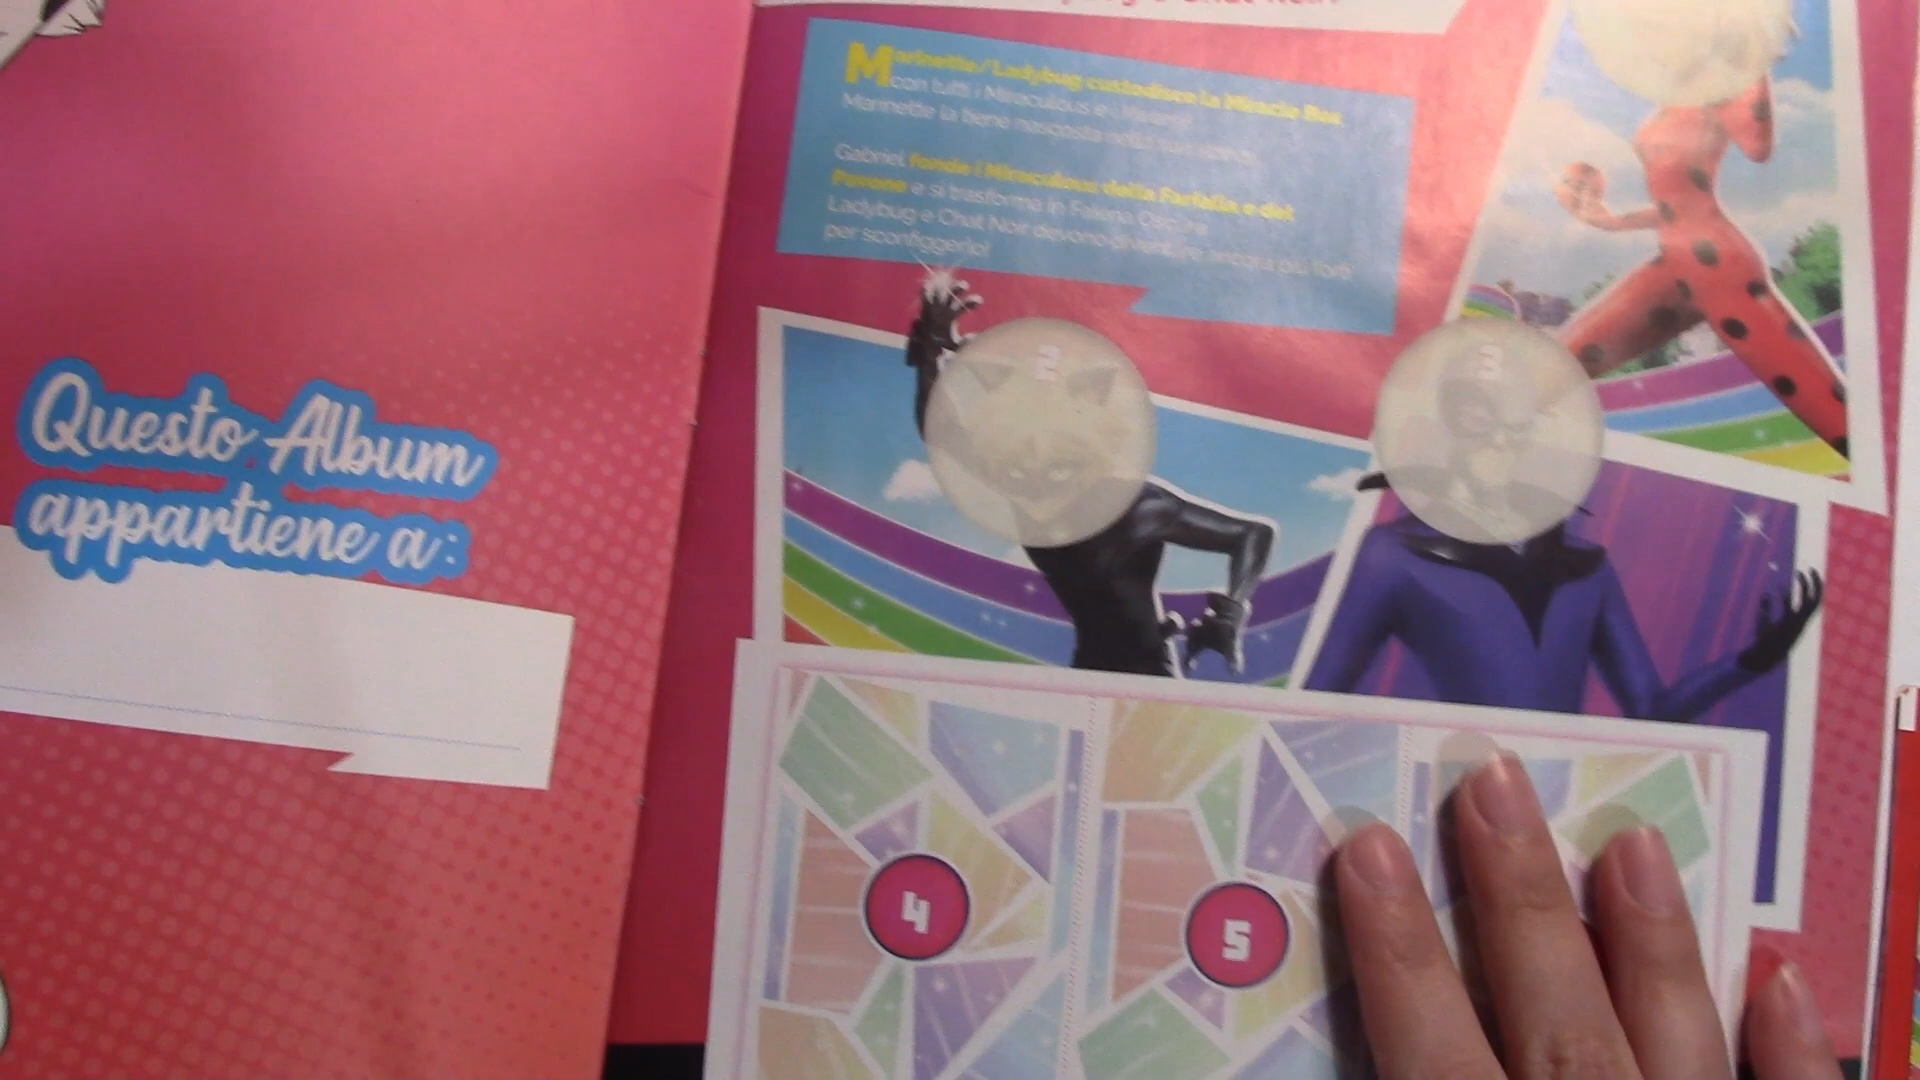 Marinette/Ladybug custodisce la Miracle Box
con tutti i Miraculous e i Kwami!
Marinette la tiene nascosta nella sua
Gabriel fonde i Miraculous della Farfalla e del
Pavone e si trasforma in Falena Oscura
Ladybug e Chat Noir devono diventare ancora più forti
per sconfiggerlo!
2
3
Questo Album
appartiene a:
4
5